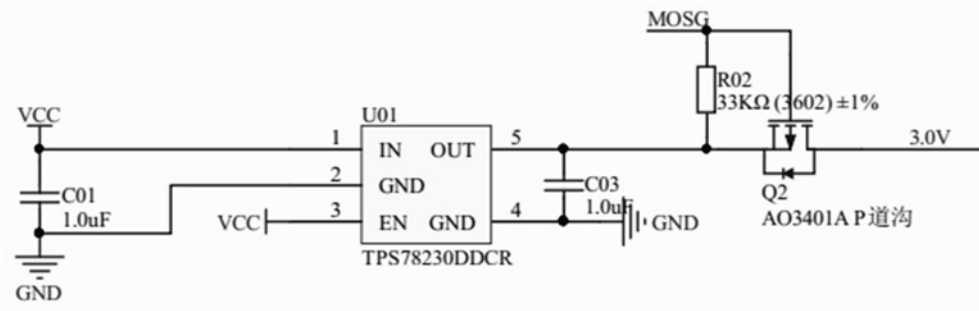 MOSG
R02
33KΩ (3602) ±1%
VCC
U01
1
5
3.0V
IN OUT
2
GND
C01
1.0uF
C03
1.0uF
Q2
AO3401A P道沟
VCC
3
4
EN GND
GND
TPS78230DDCR
GND